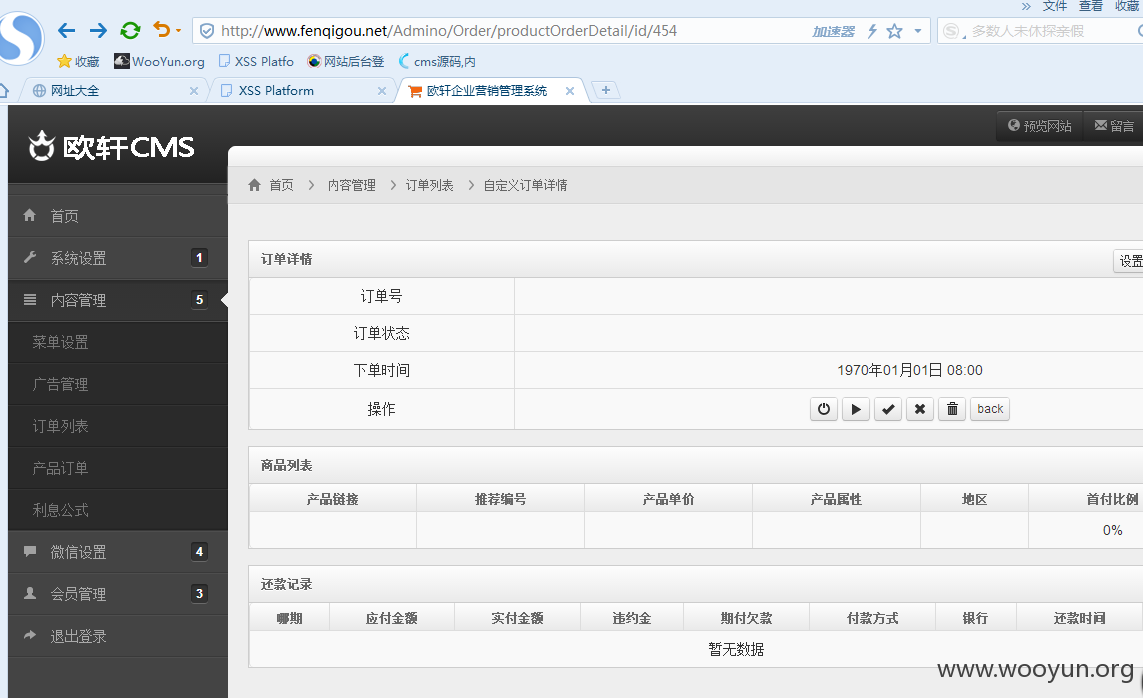 » 文件 查看 收藏
http://www.fenqigou.net/Admino/Order/productOrderDetail/id/454 加速器 多数人未休探亲假
收藏 WooYun.org XSS Platfo 网站后台登 cms源码,内
网址大全 XSS Platform 欧轩企业营销管理系统
欧轩CMS 预览网站 留言
首页 内容管理 订单列表 自定义订单详情
首页
系统设置 1
内容管理 5
菜单设置
广告管理
订单列表
产品订单
利息公式
微信设置 4
会员管理 3
退出登录
订单详情 设置
订单号
订单状态
下单时间 1970年01月01日 08:00
操作 back
商品列表
产品链接 推荐编号 产品单价 产品属性 地区 首付比例
0%
还款记录
哪期 应付金额 实付金额 违约金 期付欠款 付款方式 银行 还款时间
暂无数据
www.wooyun.org